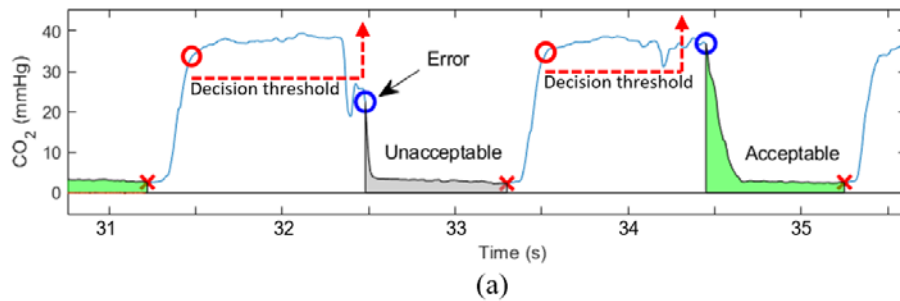 40
30
20
10
0
CO2 (mmHg)
Decision threshold
Error
Unacceptable
Decision threshold
Acceptable
31
32
33
34
35
Time (s)
(a)